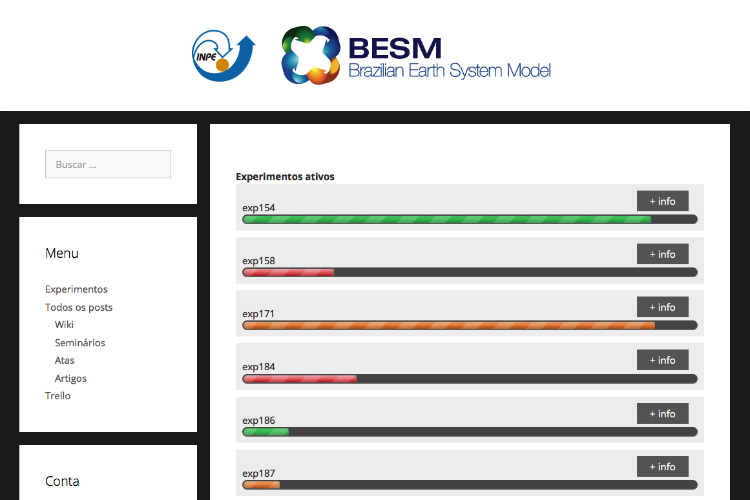 INPE
BESM
Brazilian Earth System Model
Buscar ...
Menu
Experimentos
Todos os posts
Wiki
Seminários
Atas
Artigos
Trello
Conta
Experimentos ativos
+ info
exp154
+ info
exp158
+ info
exp171
+ info
exp184
+ info
exp186
+ info
exp187